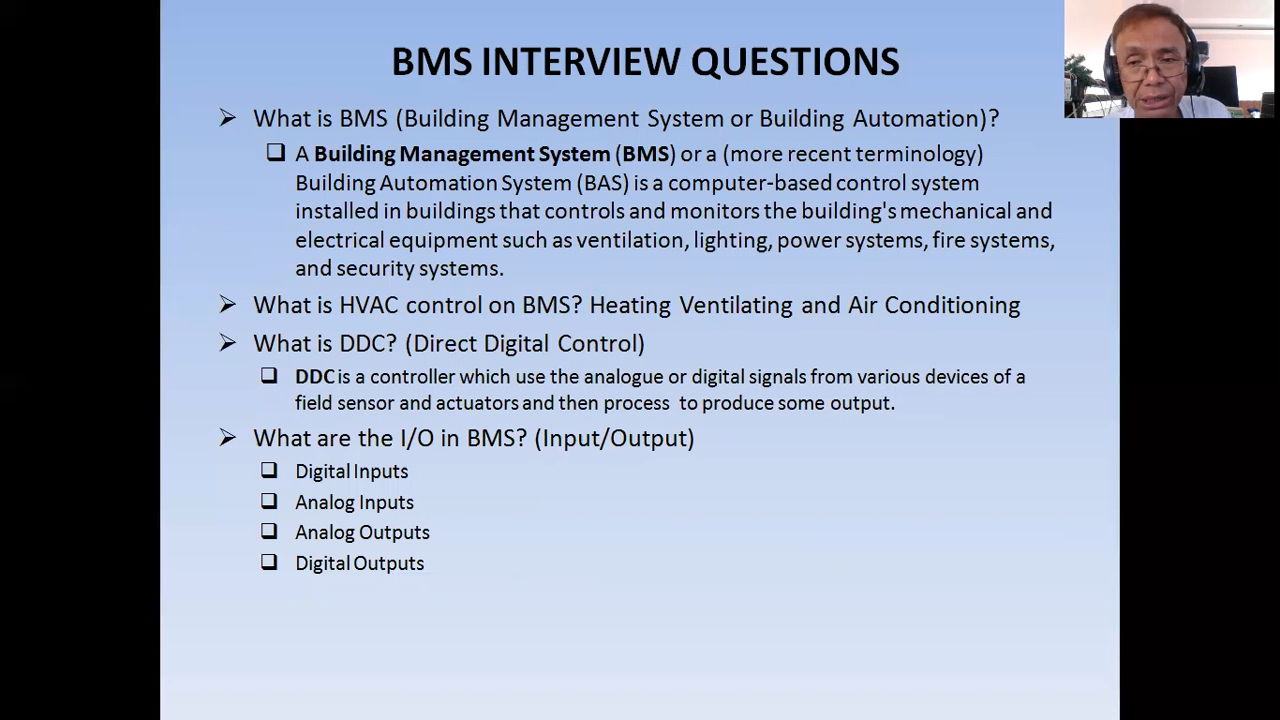 BMS INTERVIEW QUESTIONS
What is BMS (Building Management System or Building Automation)?
A Building Management System (BMS) or a (more recent terminology)
Building Automation System (BAS) is a computer-based control system
installed in buildings that controls and monitors the building's mechanical and
electrical equipment such as ventilation, lighting, power systems, fire systems,
and security systems.
What is HVAC control on BMS? Heating Ventilating and Air Conditioning
What is DDC? (Direct Digital Control)
DDC is a controller which use the analogue or digital signals from various devices of a
field sensor and actuators and then process to produce some output.
What are the I/O in BMS? (Input/Output)
Digital Inputs
Analog Inputs
Analog Outputs
Digital Outputs